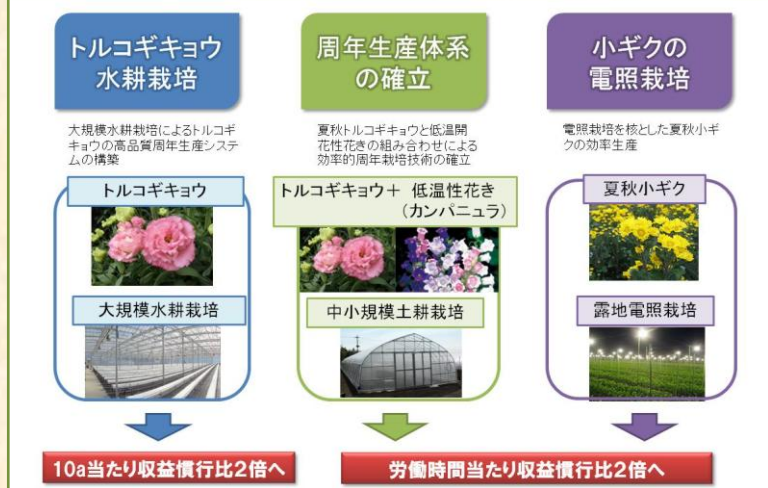 トルコギキョウ
水耕栽培
大規模水耕栽培によるトルコギ
キョウの高品質周年生産システ
ムの構築
トルコギキョウ
大規模水耕栽培
周年生産体系
の確立
夏秋トルコギキョウと低温開
花性花きの組み合わせによる
効率的周年栽培技術の確立
トルコギキョウ＋ 低温性花き
（カンパニュラ）
中小規模土耕栽培
小ギクの
電照栽培
電照栽培を核とした夏秋小ギ
クの効率生産
夏秋小ギク
露地電照栽培
10a当たり収益慣行比２倍へ
労働時間当たり収益慣行比２倍へ